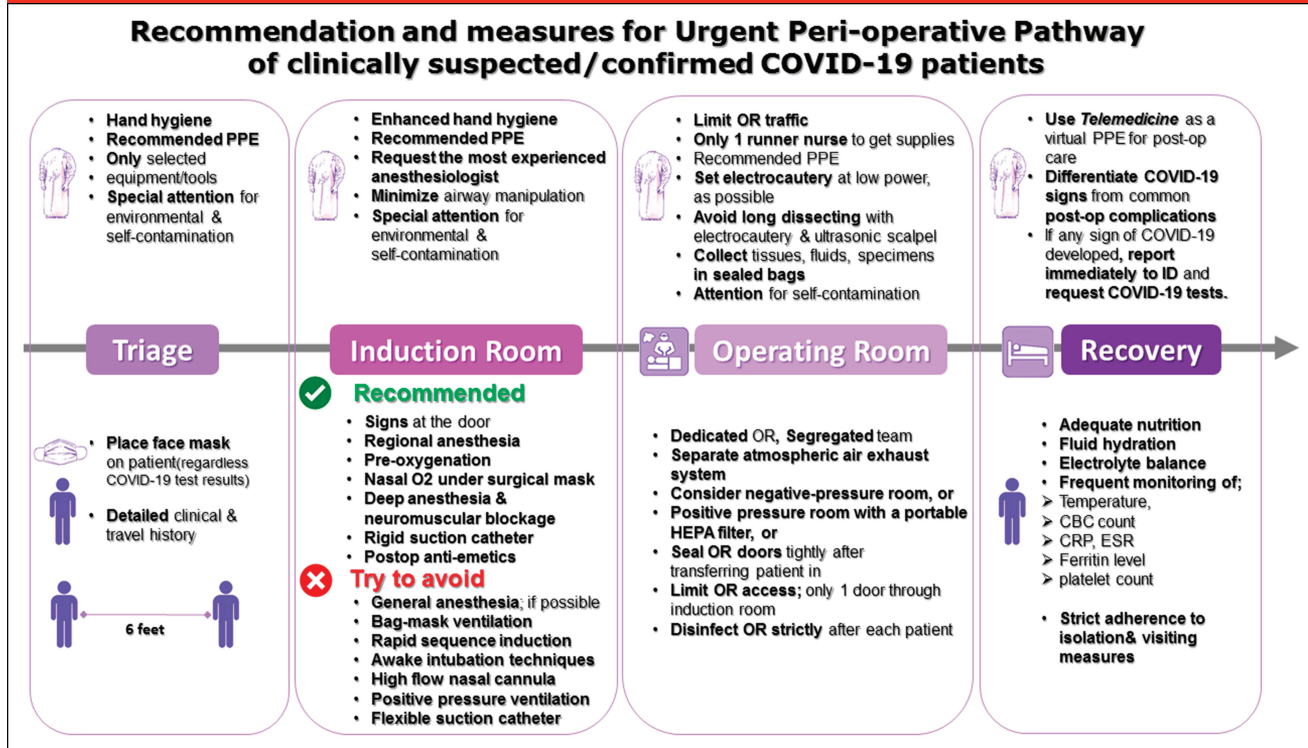 Recommendation and measures for Urgent Peri-operative Pathway
of clinically suspected/confirmed COVID-19 patients
• Hand hygiene
• Recommended PPE
• Only selected
• equipment/tools
• Special attention for
environmental &
self-contamination
Triage
• Place face mask
on patient(regardless
COVID-19 test results)
• Detailed clinical &
travel history
6 feet
• Enhanced hand hygiene
• Recommended PPE
• Request the most experienced
anesthesiologist
• Minimize airway manipulation
• Special attention for
environmental &
self-contamination
Induction Room
Recommended
• Signs at the door
• Regional anesthesia
• Pre-oxygenation
• Nasal O2 under surgical mask
• Deep anesthesia &
neuromuscular blockage
• Rigid suction catheter
• Postop anti-emetics
Try to avoid
• General anesthesia; if possible
• Bag-mask ventilation
• Rapid sequence induction
• Awake intubation techniques
• High flow nasal cannula
• Positive pressure ventilation
• Flexible suction catheter
• Limit OR traffic
• Only 1 runner nurse to get supplies
• Recommended PPE
• Set electrocautery at low power,
as possible
• Avoid long dissecting with
electrocautery & ultrasonic scalpel
• Collect tissues, fluids, specimens
in sealed bags
• Attention for self-contamination
Operating Room
• Dedicated OR, Segregated team
• Separate atmospheric air exhaust
system
• Consider negative-pressure room, or
• Positive pressure room with a portable
HEPA filter, or
• Seal OR doors tightly after
transferring patient in
• Limit OR access; only 1 door through
induction room
• Disinfect OR strictly after each patient
• Use Telemedicine as a
virtual PPE for post-op
care
• Differentiate COVID-19
signs from common
post-op complications
• If any sign of COVID-19
developed, report
immediately to ID and
request COVID-19 tests.
Recovery
• Adequate nutrition
• Fluid hydration
• Electrolyte balance
• Frequent monitoring of;
➢ Temperature,
➢ CBC count
➢ CRP, ESR
➢ Ferritin level
➢ platelet count
• Strict adherence to
isolation& visiting
measures